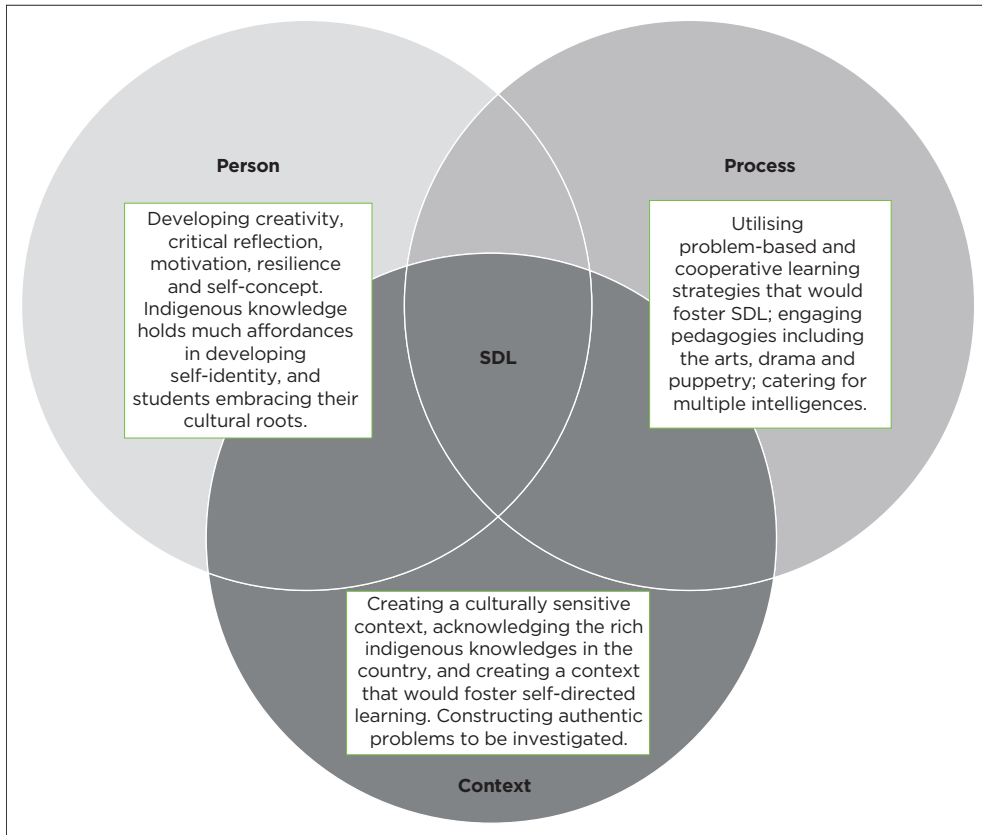 Person
Developing creativity,
critical reflection,
motivation, resilience
and self-concept.
Indigenous knowledge
holds much affordances
in developing
self-identity, and
students embracing their
cultural roots.
Process
Utilising
problem-based and
cooperative learning
strategies that would
foster SDL; engaging
pedagogies including
the arts, drama and
puppetry; catering for
multiple intelligences.
SDL
Creating a culturally sensitive
context, acknowledging the rich
indigenous knowledges in the
country, and creating a context
that would foster self-directed
learning. Constructing authentic
problems to be investigated.
Context